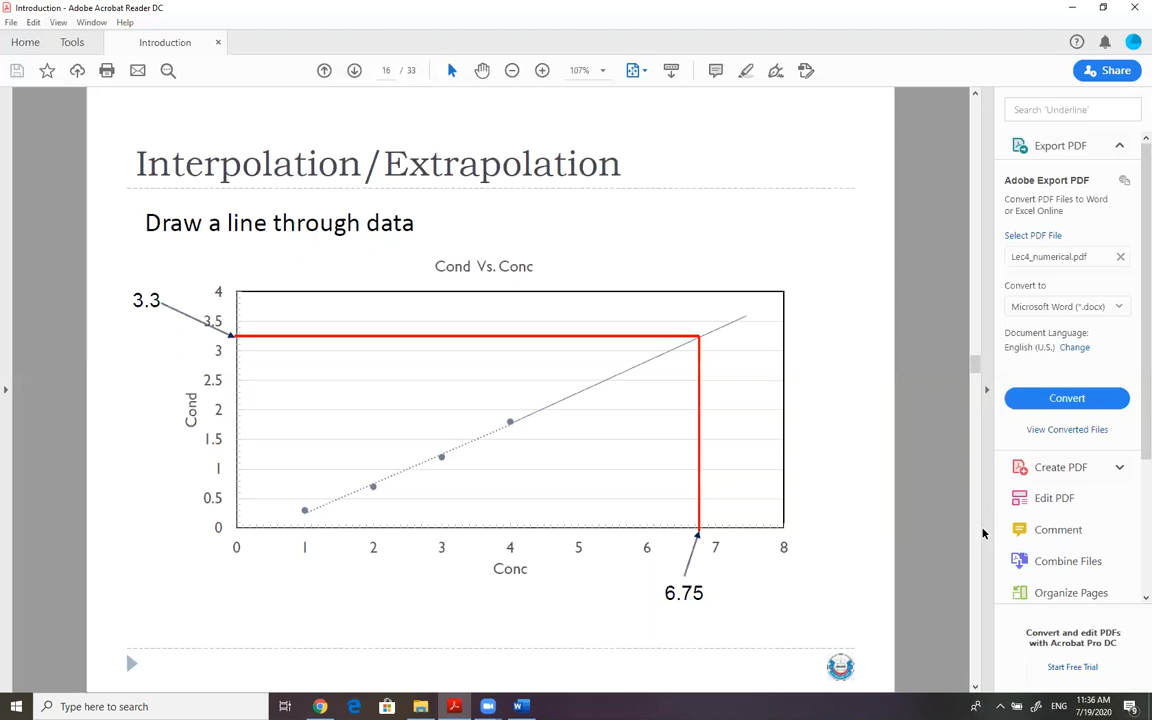 Introduction - Adobe Acrobat Reader DC
File Edit View Window Help
Home Tools Introduction ×
16 / 33 107% Share
Interpolation/Extrapolation
Draw a line through data
Cond Vs. Conc
3.3
4
3.5
3
2.5
2
1.5
1
0.5
0
Cond
0 1 2 3 4 5 6 7 8
Conc
6.75
Search 'Underline'
Export PDF
Adobe Export PDF
Convert PDF Files to Word
or Excel Online
Select PDF File
Lec4_numerical.pdf ×
Convert to
Microsoft Word (*.docx)
Document Language:
English (U.S.) Change
Convert
View Converted Files
Create PDF
Edit PDF
Comment
Combine Files
Organize Pages
Convert and edit PDFs
with Acrobat Pro DC
Start Free Trial
Type here to search
ENG
11:36 AM
7/19/2020